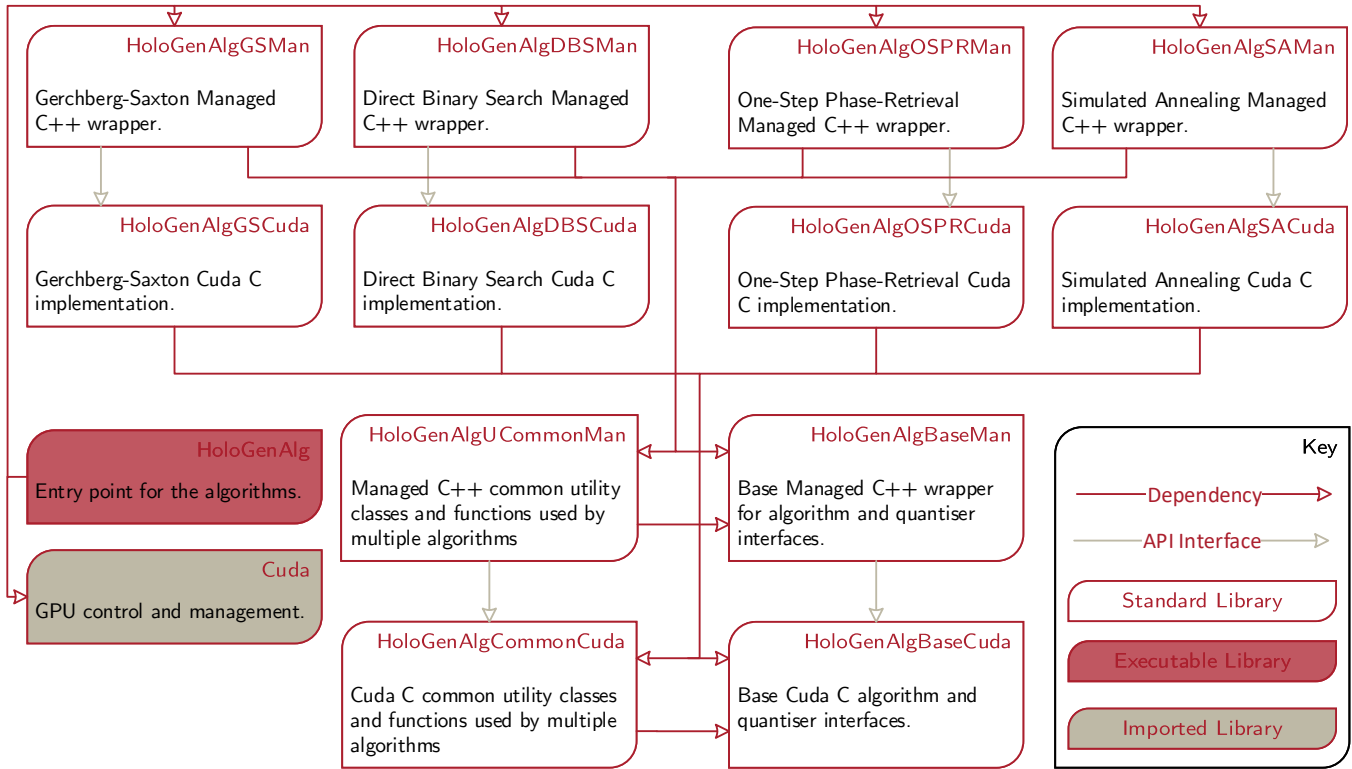 HoloGenAlgGSMan
Gerchberg-Saxton Managed
C++ wrapper.
HoloGenAlgDBSMan
Direct Binary Search Managed
C++ wrapper.
HoloGenAlgOSPRMan
One-Step Phase-Retrieval
Managed C++ wrapper.
HoloGenAlgSAMan
Simulated Annealing Managed
C++ wrapper.
HoloGenAlgGSCuda
Gerchberg-Saxton Cuda C
implementation.
HoloGenAlgDBSCuda
Direct Binary Search Cuda C
implementation.
HoloGenAlgOSPRCuda
One-Step Phase-Retrieval Cuda
C implementation.
HoloGenAlgSACuda
Simulated Annealing Cuda C
implementation.
HoloGenAlg
Entry point for the algorithms.
Cuda
GPU control and management.
HoloGenAlgUCommonMan
Managed C++ common utility
classes and functions used by
multiple algorithms
HoloGenAlgBaseMan
Base Managed C++ wrapper
for algorithm and quantiser
interfaces.
HoloGenAlgCommonCuda
Cuda C common utility classes
and functions used by multiple
algorithms
HoloGenAlgBaseCuda
Base Cuda C algorithm and
quantiser interfaces.
Key
Dependency
API Interface
Standard Library
Executable Library
Imported Library